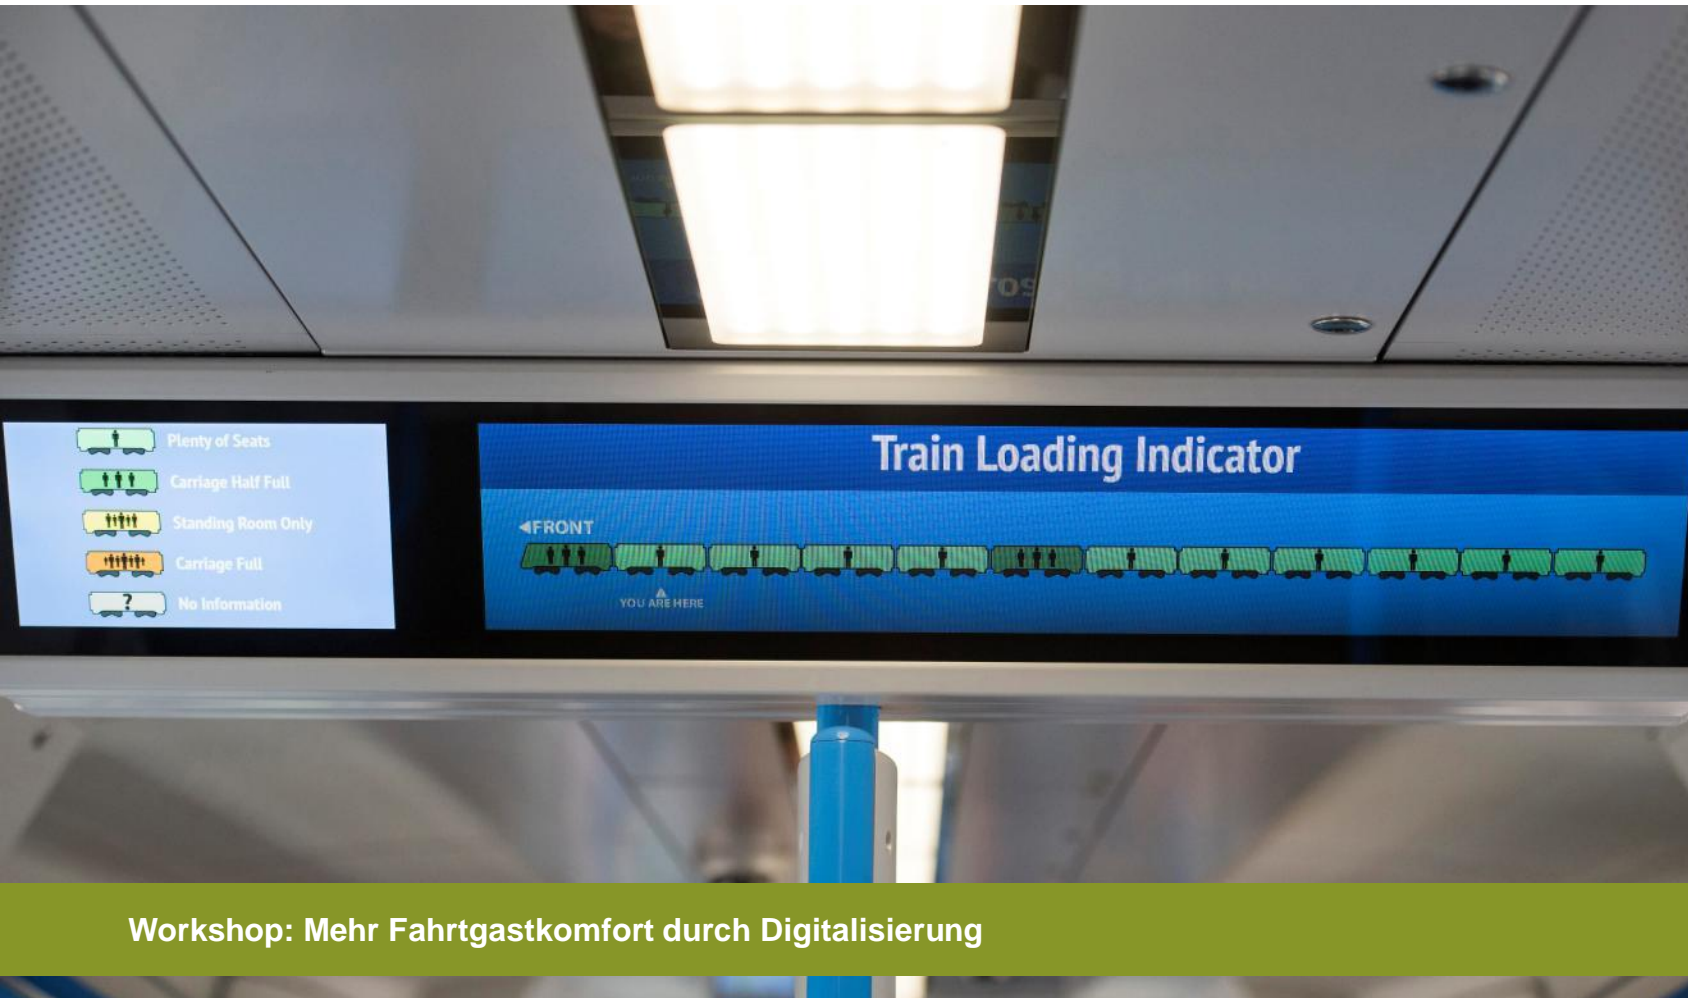 Plenty of Seats
Carriage Half Full
Standing Room Only
Carriage Full
? No Information
Train Loading Indicator
◄FRONT
YOU ARE HERE
Workshop: Mehr Fahrtgastkomfort durch Digitalisierung